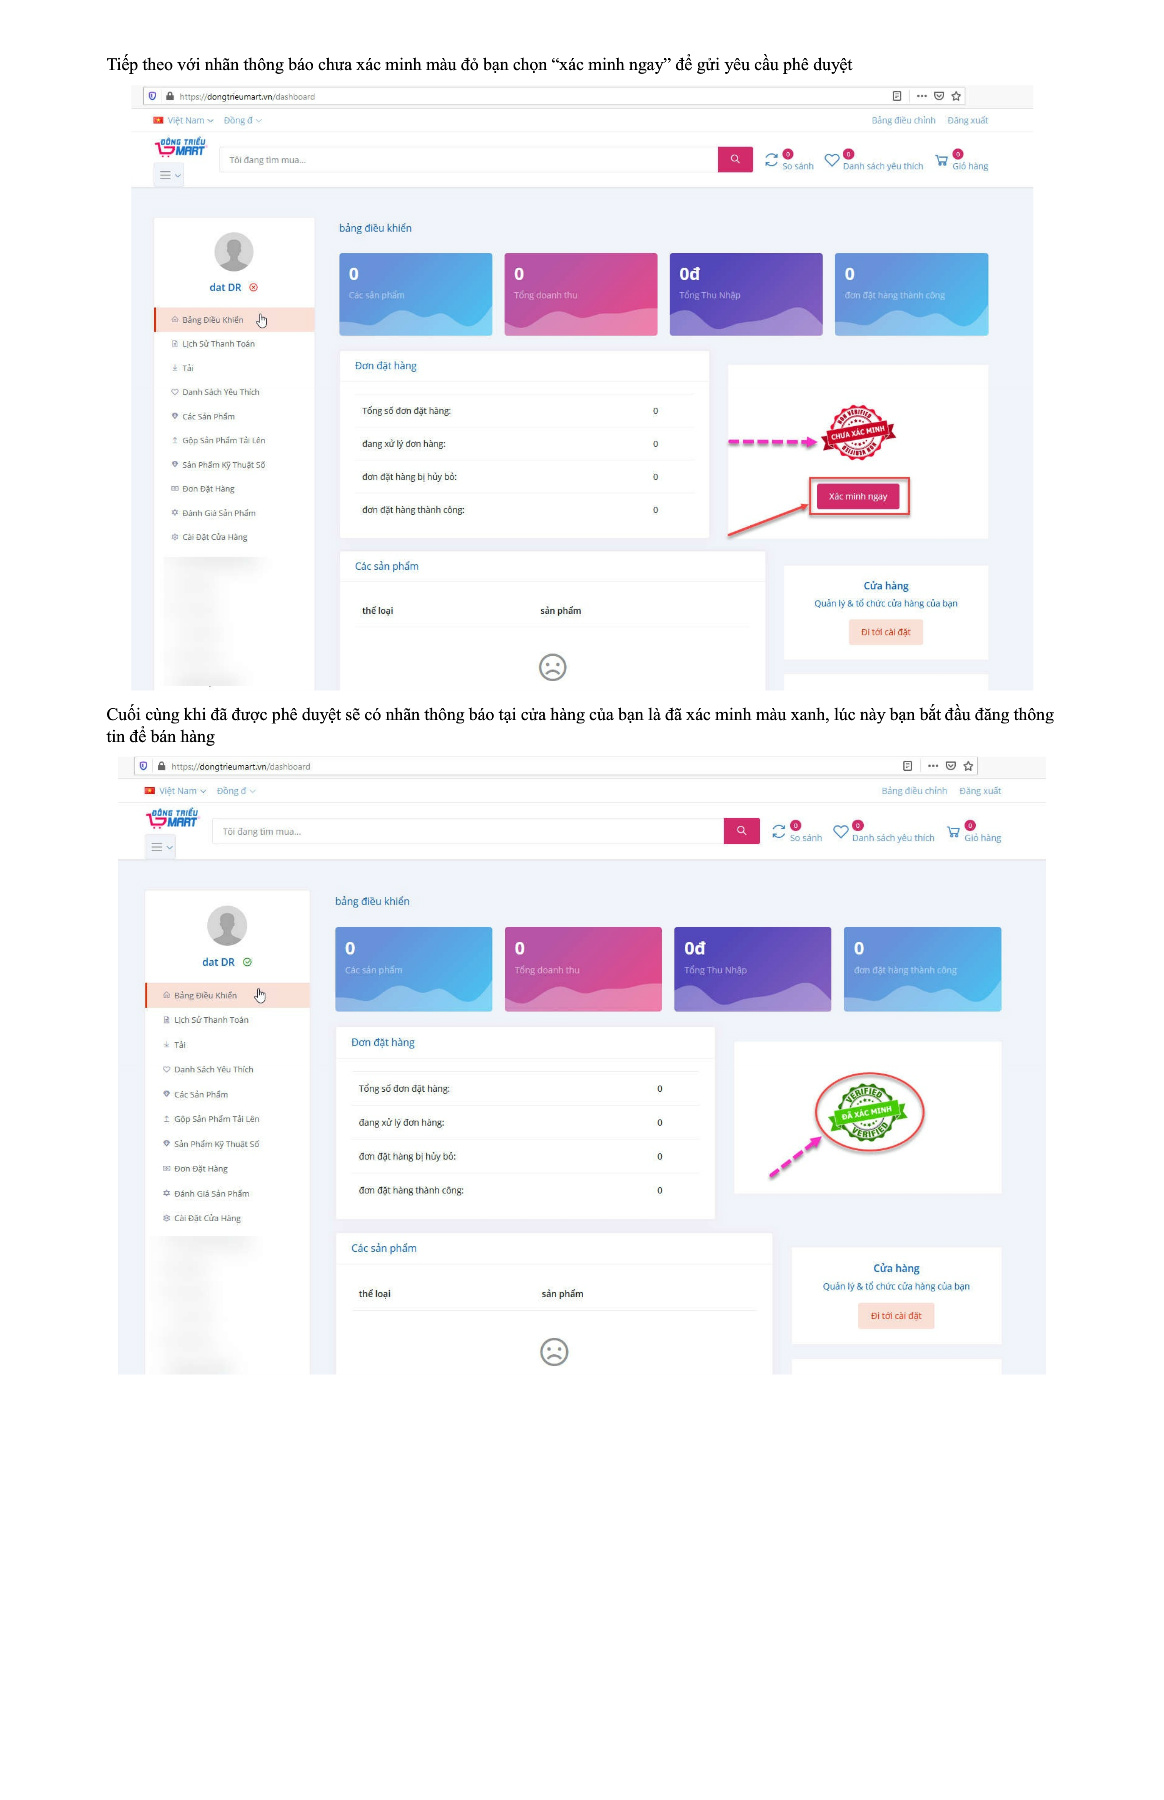 Tiếp theo với nhãn thông báo chưa xác minh màu đỏ bạn chọn “xác minh ngay” để gửi yêu cầu phê duyệt
https://dongtrieumart.vn/dashboard
Việt Nam Đồng đ Bảng điều chỉnh Đăng xuất
ĐÔNG TRIỀU
MART
Tôi đang tìm mua...
0 So sánh 0 Danh sách yêu thích 0 Giỏ hàng
bảng điều khiển
dat DR
Bảng Điều Khiển
Lịch Sử Thanh Toán
Tải
Danh Sách Yêu Thích
Các Sản Phẩm
Gộp Sản Phẩm Tải Lên
Sản Phẩm Kỹ Thuật Số
Đơn Đặt Hàng
Đánh Giá Sản Phẩm
Cài Đặt Cửa Hàng
0 0 0đ 0
Các sản phẩm Tổng doanh thu Tổng Thu Nhập đơn đặt hàng thành công
Đơn đặt hàng
Tổng số đơn đặt hàng: 0
đang xử lý đơn hàng: 0
đơn đặt hàng bị hủy bỏ: 0
đơn đặt hàng thành công: 0
CHƯA XÁC MINH
Xác minh ngay
Các sản phẩm
thể loại sản phẩm
Cửa hàng
Quản lý & tổ chức cửa hàng của bạn
Đi tới cài đặt
Cuối cùng khi đã được phê duyệt sẽ có nhãn thông báo tại cửa hàng của bạn là đã xác minh màu xanh, lúc này bạn bắt đầu đăng thông
tin để bán hàng
https://dongtrieumart.vn/dashboard
Việt Nam Đồng đ Bảng điều chỉnh Đăng xuất
ĐÔNG TRIỀU
MART
Tôi đang tìm mua...
0 So sánh 0 Danh sách yêu thích 0 Giỏ hàng
bảng điều khiển
dat DR
Bảng Điều Khiển
Lịch Sử Thanh Toán
Tải
Danh Sách Yêu Thích
Các Sản Phẩm
Gộp Sản Phẩm Tải Lên
Sản Phẩm Kỹ Thuật Số
Đơn Đặt Hàng
Đánh Giá Sản Phẩm
Cài Đặt Cửa Hàng
0 0 0đ 0
Các sản phẩm Tổng doanh thu Tổng Thu Nhập đơn đặt hàng thành công
Đơn đặt hàng
Tổng số đơn đặt hàng: 0
đang xử lý đơn hàng: 0
đơn đặt hàng bị hủy bỏ: 0
đơn đặt hàng thành công: 0
VERIFIED
ĐÃ XÁC MINH
VERIFIED
Các sản phẩm
thể loại sản phẩm
Cửa hàng
Quản lý & tổ chức cửa hàng của bạn
Đi tới cài đặt